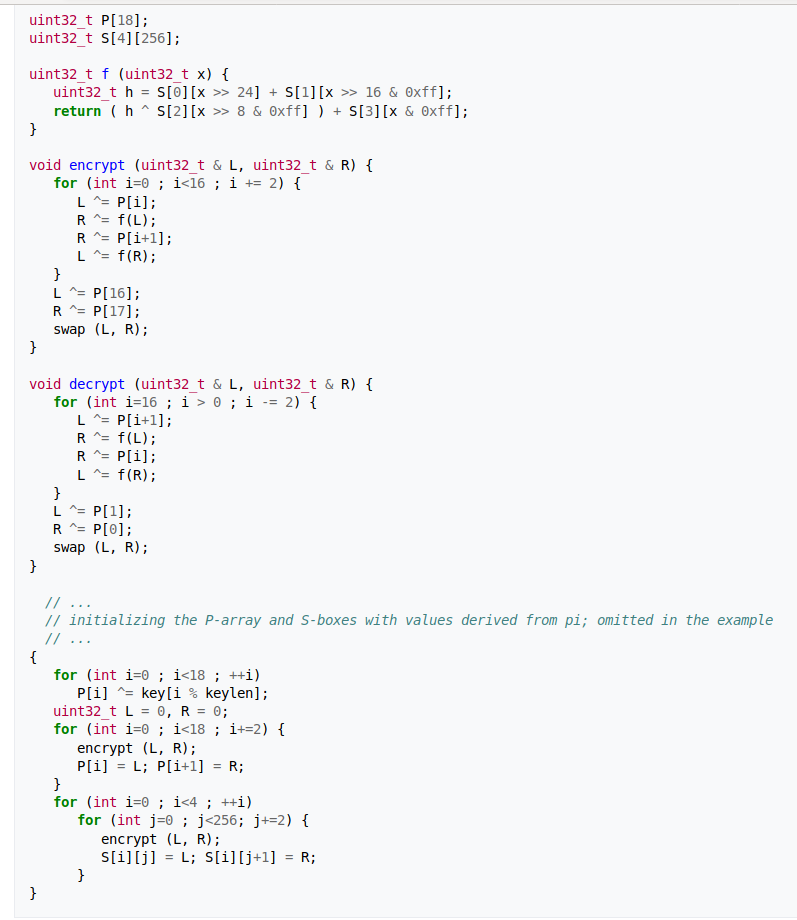 uint32_t P[18];
uint32_t S[4][256];

uint32_t f (uint32_t x) {
   uint32_t h = S[0][x >> 24] + S[1][x >> 16 & 0xff];
   return ( h ^ S[2][x >> 8 & 0xff] ) + S[3][x & 0xff];
}

void encrypt (uint32_t & L, uint32_t & R) {
   for (int i=0 ; i<16 ; i += 2) {
      L ^= P[i];
      R ^= f(L);
      R ^= P[i+1];
      L ^= f(R);
   }
   L ^= P[16];
   R ^= P[17];
   swap (L, R);
}

void decrypt (uint32_t & L, uint32_t & R) {
   for (int i=16 ; i > 0 ; i -= 2) {
      L ^= P[i+1];
      R ^= f(L);
      R ^= P[i];
      L ^= f(R);
   }
   L ^= P[1];
   R ^= P[0];
   swap (L, R);
}

  // ...
  // initializing the P-array and S-boxes with values derived from pi; omitted in the example
  // ...
{
   for (int i=0 ; i<18 ; ++i)
      P[i] ^= key[i % keylen];
   uint32_t L = 0, R = 0;
   for (int i=0 ; i<18 ; i+=2) {
      encrypt (L, R);
      P[i] = L; P[i+1] = R;
   }
   for (int i=0 ; i<4 ; ++i)
      for (int j=0 ; j<256; j+=2) {
         encrypt (L, R);
         S[i][j] = L; S[i][j+1] = R;
      }
}